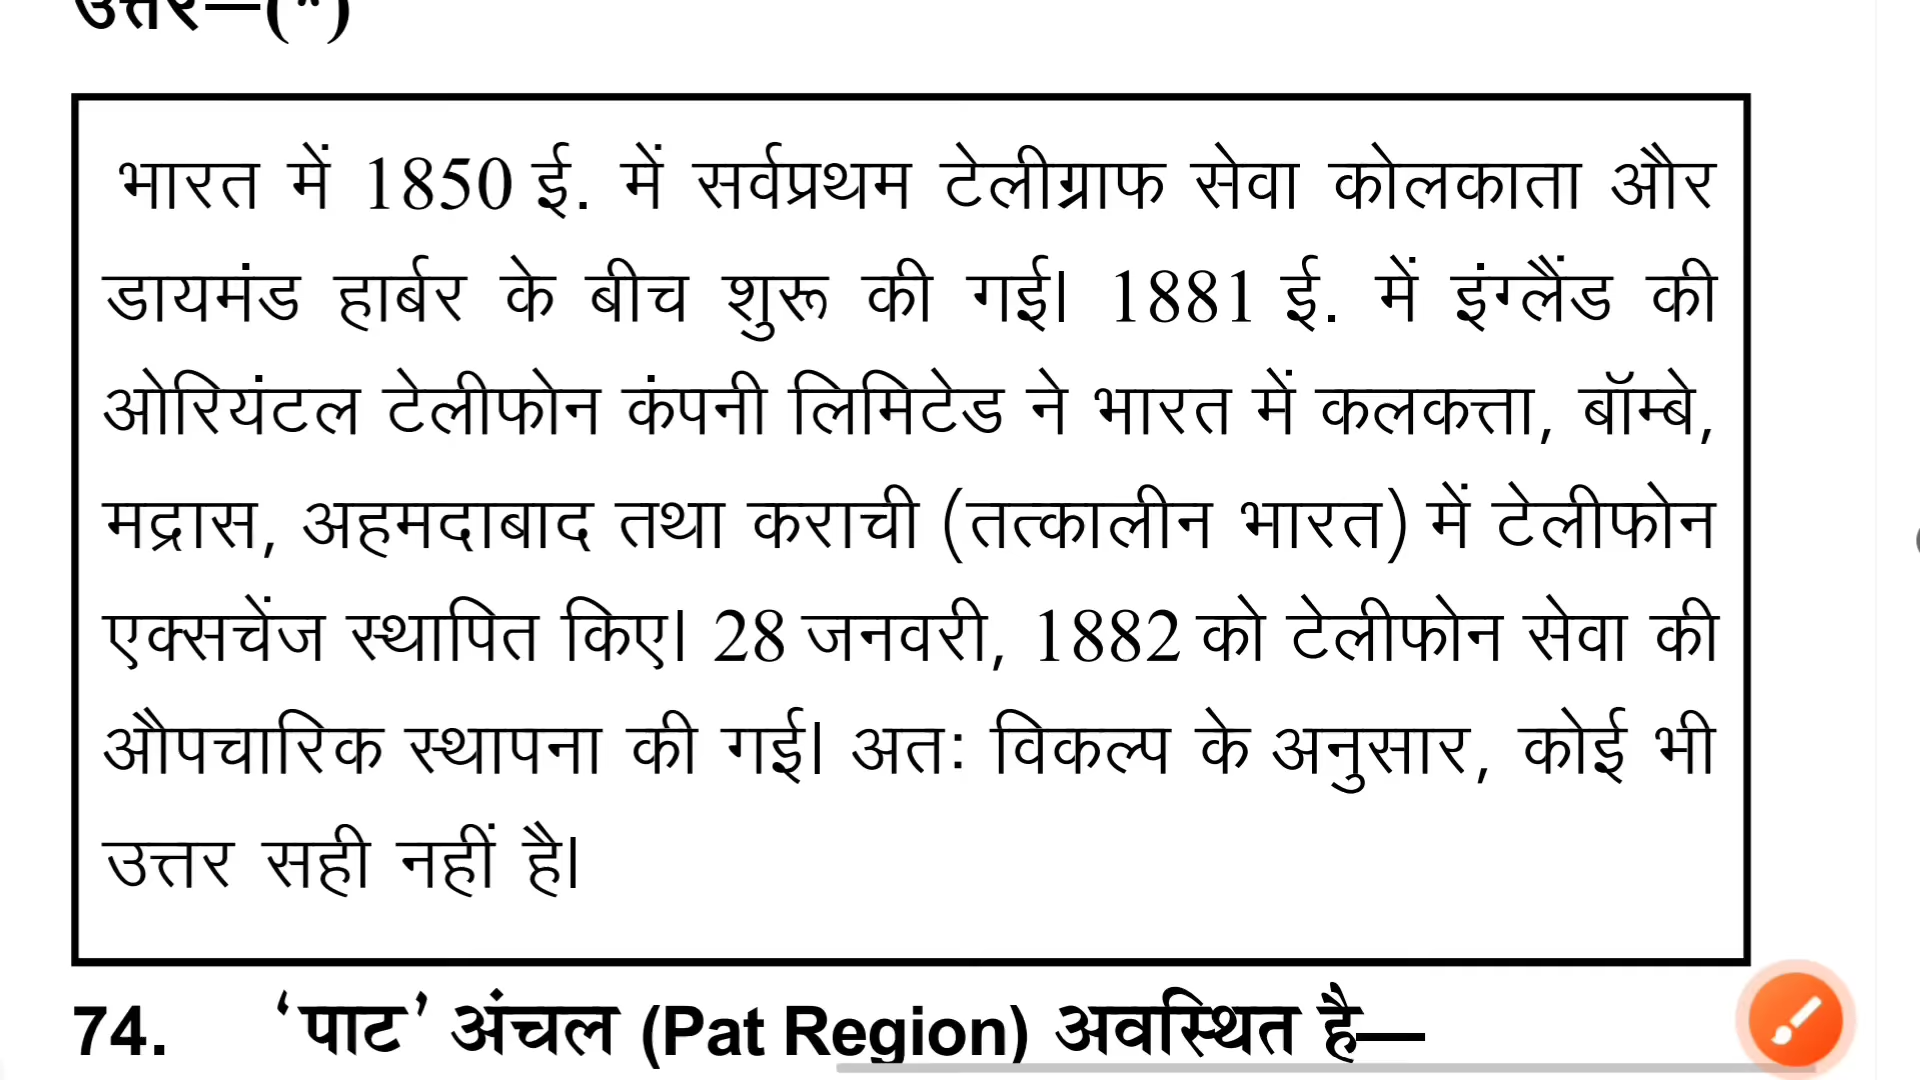 उत्तर—(*)
भारत में 1850 ई. में सर्वप्रथम टेलीग्राफ सेवा कोलकाता और
डायमंड हार्बर के बीच शुरू की गई। 1881 ई. में इंग्लैंड की
ओरियंटल टेलीफोन कंपनी लिमिटेड ने भारत में कलकत्ता, बॉम्बे,
मद्रास, अहमदाबाद तथा कराची (तत्कालीन भारत) में टेलीफोन
एक्सचेंज स्थापित किए। 28 जनवरी, 1882 को टेलीफोन सेवा की
औपचारिक स्थापना की गई। अतः विकल्प के अनुसार, कोई भी
उत्तर सही नहीं है।
74. ‘पाट’ अंचल (Pat Region) अवस्थित है—